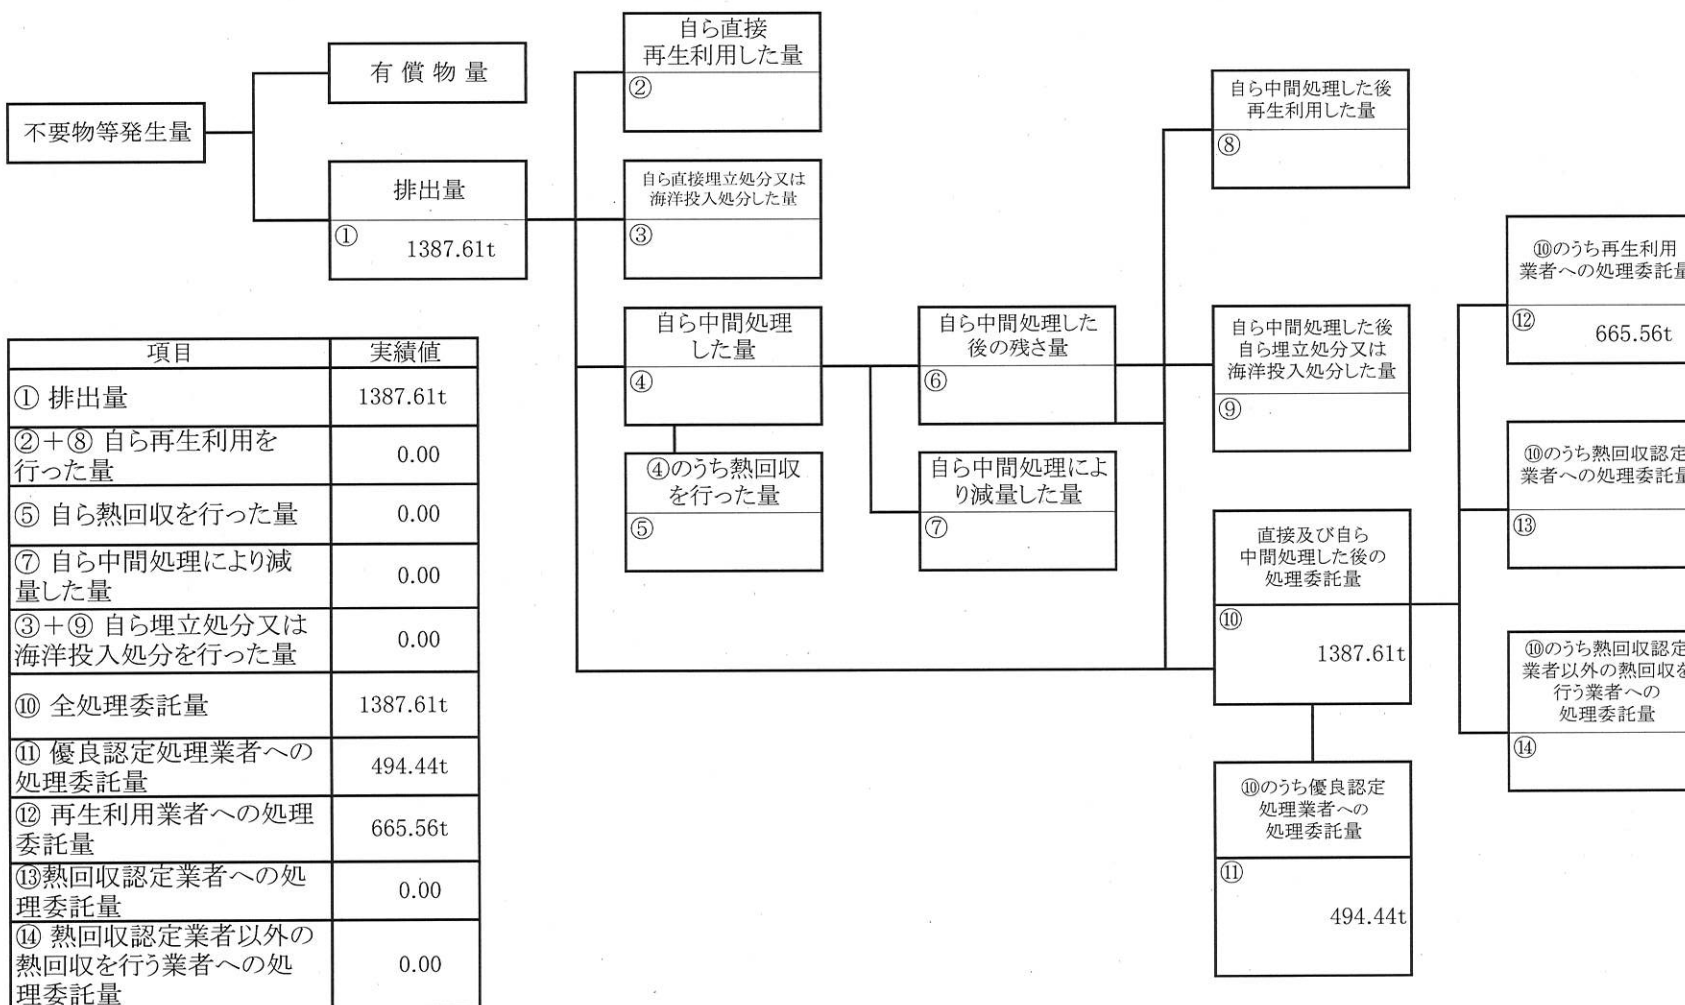 不要物等発生量
有償物量
排出量
① 1387.61t
自ら直接
再生利用した量
②
自ら直接埋立処分又は
海洋投入処分した量
③
自ら中間処理
した量
④
④のうち熱回収
を行った量
⑤
自ら中間処理した
後の残さ量
⑥
自ら中間処理によ
り減量した量
⑦
自ら中間処理した後
再生利用した量
⑧
自ら中間処理した後
自ら埋立処分又は
海洋投入処分した量
⑨
直接及び自ら
中間処理した後の
処理委託量
⑩
1387.61t
⑩のうち優良認定
処理業者への
処理委託量
⑪
494.44t
⑩のうち再生利用
業者への処理委託量
⑫ 665.56t
⑩のうち熱回収認定
業者への処理委託量
⑬
⑩のうち熱回収認定
業者以外の熱回収を
行う業者への
処理委託量
⑭
項目 実績値
① 排出量 1387.61t
②+⑧ 自ら再生利用を
行った量 0.00
⑤ 自ら熱回収を行った量 0.00
⑦ 自ら中間処理により減
量した量 0.00
③+⑨ 自ら埋立処分又は
海洋投入処分を行った量 0.00
⑩ 全処理委託量 1387.61t
⑪ 優良認定処理業者への
処理委託量 494.44t
⑫ 再生利用業者への処理
委託量 665.56t
⑬熱回収認定業者への処
理委託量 0.00
⑭ 熱回収認定業者以外の
熱回収を行う業者への処
理委託量 0.00